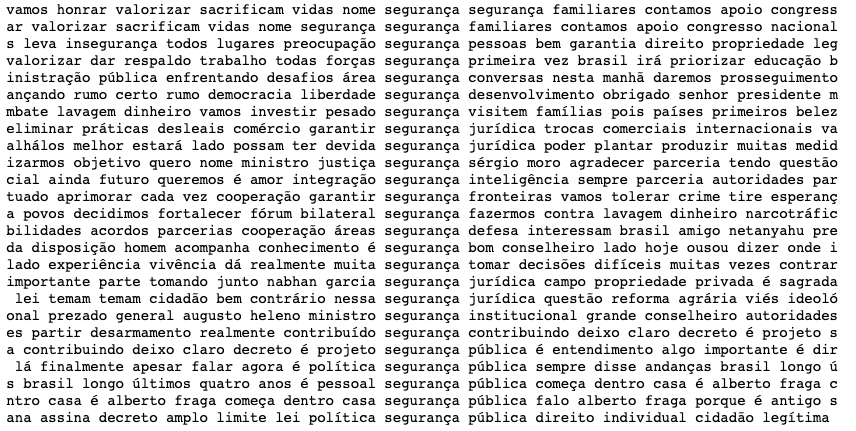 vamos honrar valorizar sacrificam vidas nome segurança segurança familiares contamos apoio congress
ar valorizar sacrificam vidas nome segurança segurança familiares contamos apoio congresso nacional
s leva insegurança todos lugares preocupação segurança pessoas bem garantia direito propriedade leg
valorizar dar respaldo trabalho todas forças segurança primeira vez brasil irá priorizar educação b
inistração pública enfrentando desafios área segurança conversas nesta manhã daremos prosseguimento
ançando rumo certo rumo democracia liberdade segurança desenvolvimento obrigado senhor presidente m
mbate lavagem dinheiro vamos investir pesado segurança visitem famílias pois países primeiros belez
eliminar práticas desleais comércio garantir segurança jurídica trocas comerciais internacionais va
alhálos melhor estará lado possam ter devida segurança jurídica poder plantar produzir muitas medid
izarmos objetivo quero nome ministro justiça segurança sérgio moro agradecer parceria tendo questão
cial ainda futuro queremos é amor integração segurança inteligência sempre parceria autoridades par
tuado aprimorar cada vez cooperação garantir segurança fronteiras vamos tolerar crime tire esperanç
a povos decidimos fortalecer fórum bilateral segurança fazermos contra lavagem dinheiro narcotráfic
bilidades acordos parcerias cooperação áreas segurança defesa interessam brasil amigo netanyahu pre
da disposição homem acompanha conhecimento é segurança bom conselheiro lado hoje ousou dizer onde i
lado experiência vivência dá realmente muita segurança tomar decisões difíceis muitas vezes contrar
importante parte tomando junto nabhan garcia segurança jurídica campo propriedade privada é sagrada
lei temam temam cidadão bem contrário nessa segurança jurídica questão reforma agrária viés ideoló
onal prezado general augusto heleno ministro segurança institucional grande conselheiro autoridades
es partir desarmamento realmente contribuído segurança contribuindo deixo claro decreto é projeto s
a contribuindo deixo claro decreto é projeto segurança pública é entendimento algo importante é dir
lá finalmente apesar falar agora é política segurança pública sempre disse andanças brasil longo ú
s brasil longo últimos quatro anos é pessoal segurança pública começa dentro casa é alberto fraga c
ntro casa é alberto fraga começa dentro casa segurança pública falo alberto fraga porque é antigo s
ana assina decreto amplo limite lei política segurança pública direito individual cidadão legítima